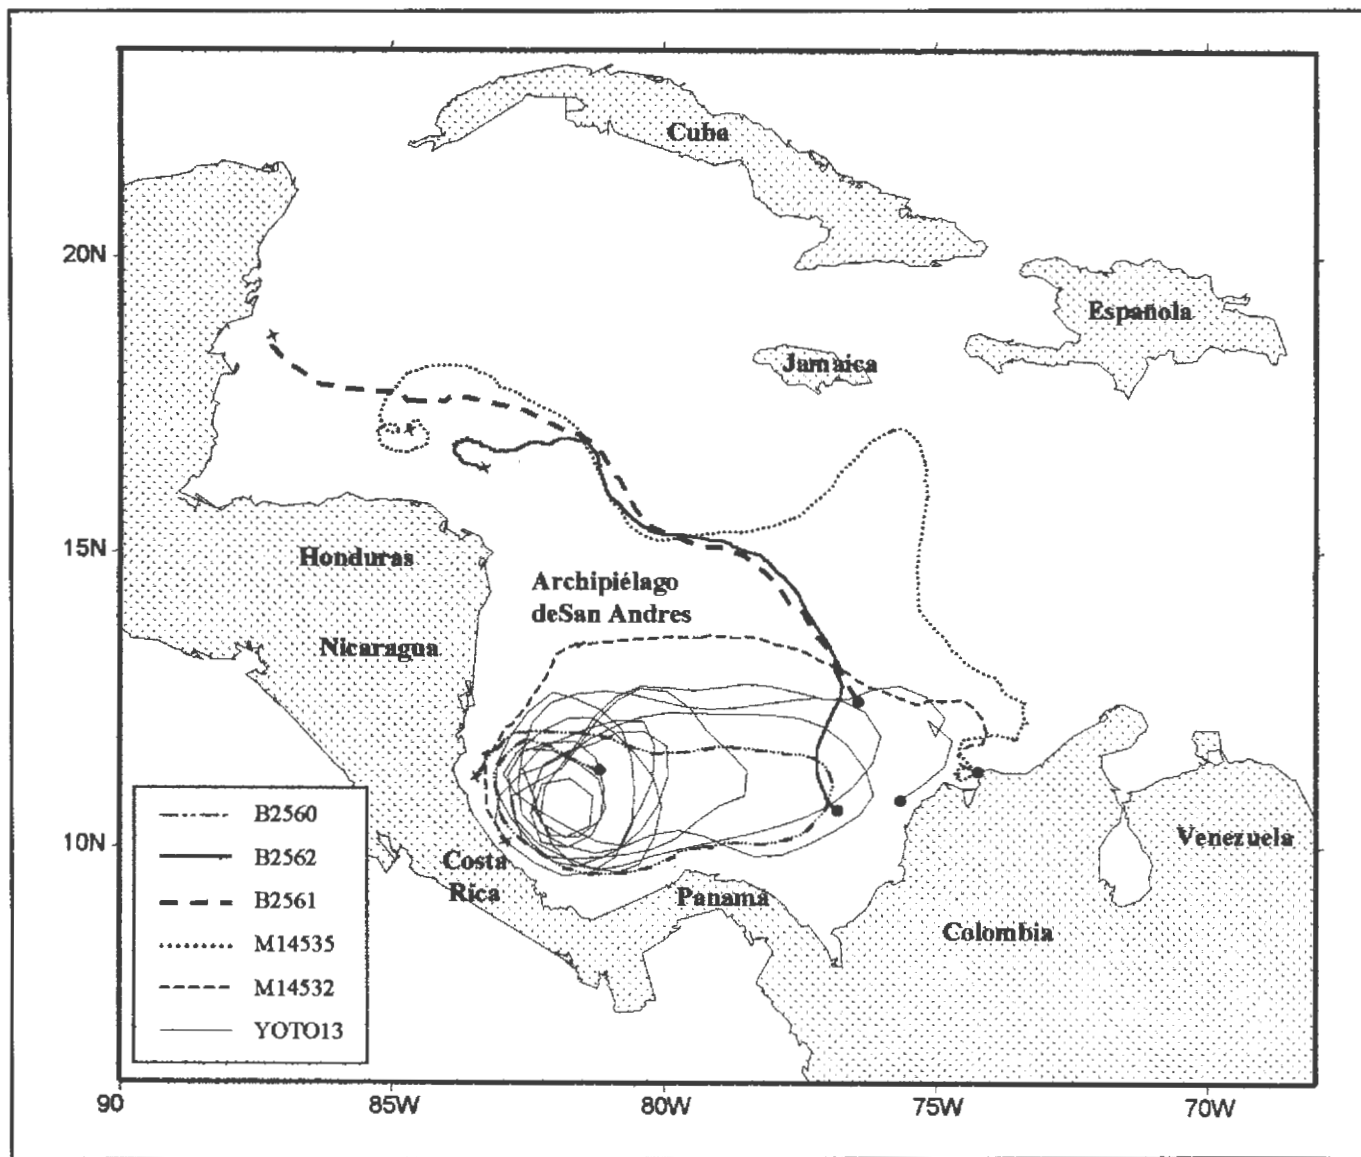 Cuba
20N
Española
Jamaica
15N
Honduras
Archipiélago
deSan Andres
Nicaragua
10N
B2560
B2562
B2561
M14535
M14532
YOTO13
Costa
Rica
Panama
Venezuela
Colombia
90
85W
80W
75W
70W